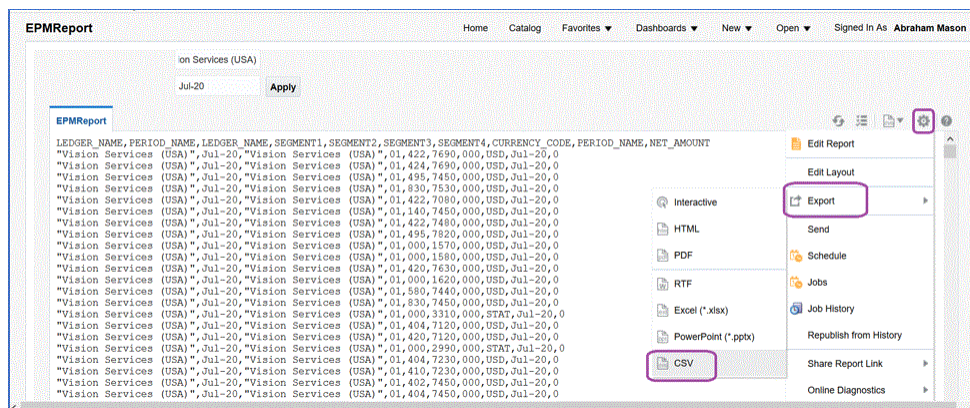 EPMReport
Home Catalog Favorites Dashboards New Open Signed In As Abraham Mason
ion Services (USA)
Jul-20 Apply
EPMReport
LEDGER_NAME,PERIOD_NAME,LEDGER_NAME,SEGMENT1,SEGMENT2,SEGMENT3,SEGMENT4,CURRENCY_CODE,PERIOD_NAME,NET_AMOUNT
"Vision Services (USA)",Jul-20,"Vision Services (USA)",01,422,7690,000,USD,Jul-20,0
"Vision Services (USA)",Jul-20,"Vision Services (USA)",01,424,7690,000,USD,Jul-20,0
"Vision Services (USA)",Jul-20,"Vision Services (USA)",01,495,7450,000,USD,Jul-20,0
"Vision Services (USA)",Jul-20,"Vision Services (USA)",01,830,7530,000,USD,Jul-20,0
"Vision Services (USA)",Jul-20,"Vision Services (USA)",01,422,7080,000,USD,Jul-20,0
"Vision Services (USA)",Jul-20,"Vision Services (USA)",01,140,7450,000,USD,Jul-20,0
"Vision Services (USA)",Jul-20,"Vision Services (USA)",01,422,7480,000,USD,Jul-20,0
"Vision Services (USA)",Jul-20,"Vision Services (USA)",01,495,7820,000,USD,Jul-20,0
"Vision Services (USA)",Jul-20,"Vision Services (USA)",01,000,1570,000,USD,Jul-20,0
"Vision Services (USA)",Jul-20,"Vision Services (USA)",01,000,1580,000,USD,Jul-20,0
"Vision Services (USA)",Jul-20,"Vision Services (USA)",01,420,7630,000,USD,Jul-20,0
"Vision Services (USA)",Jul-20,"Vision Services (USA)",01,000,1620,000,USD,Jul-20,0
"Vision Services (USA)",Jul-20,"Vision Services (USA)",01,580,7440,000,USD,Jul-20,0
"Vision Services (USA)",Jul-20,"Vision Services (USA)",01,830,7450,000,USD,Jul-20,0
"Vision Services (USA)",Jul-20,"Vision Services (USA)",01,000,3310,000,STAT,Jul-20,0
"Vision Services (USA)",Jul-20,"Vision Services (USA)",01,404,7120,000,USD,Jul-20,0
"Vision Services (USA)",Jul-20,"Vision Services (USA)",01,420,7120,000,USD,Jul-20,0
"Vision Services (USA)",Jul-20,"Vision Services (USA)",01,000,2990,000,STAT,Jul-20,0
"Vision Services (USA)",Jul-20,"Vision Services (USA)",01,404,7230,000,USD,Jul-20,0
"Vision Services (USA)",Jul-20,"Vision Services (USA)",01,410,7230,000,USD,Jul-20,0
"Vision Services (USA)",Jul-20,"Vision Services (USA)",01,402,7450,000,USD,Jul-20,0
"Vision Services (USA)",Jul-20,"Vision Services (USA)",01,404,7450,000,USD,Jul-20,0
Interactive
HTML
PDF
RTF
Excel (*.xlsx)
PowerPoint (*.pptx)
CSV
Edit Report
Edit Layout
Export
Send
Schedule
Jobs
Job History
Republish from History
Share Report Link
Online Diagnostics